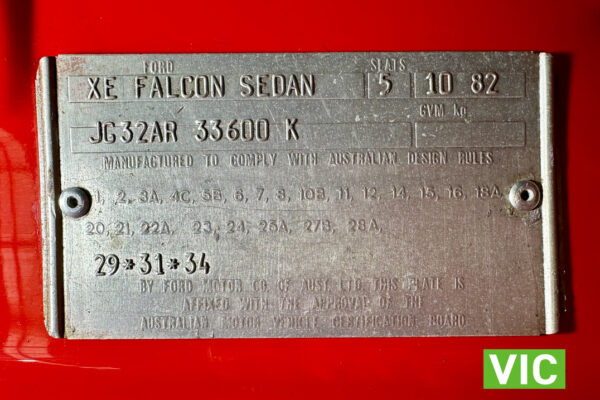 FORD SEATS
XE FALCON SEDAN 5 10 82
GVM kg
JG32AR 33600 K
MANUFACTURED TO COMPLY WITH AUSTRALIAN DESIGN RULES
1, 2, 3A, 4C, 5B, 6, 7, 8, 10B, 11, 12, 14, 15, 16, 18A,
20, 21, 22A, 23, 24, 25A, 27B, 28A,
29*31*34
BY FORD MOTOR CO OF AUST. LTD. THIS PLATE IS
AFFIXED WITH THE APPROVAL OF THE
AUSTRALIAN MOTOR VEHICLE CERTIFICATION BOARD
VIC